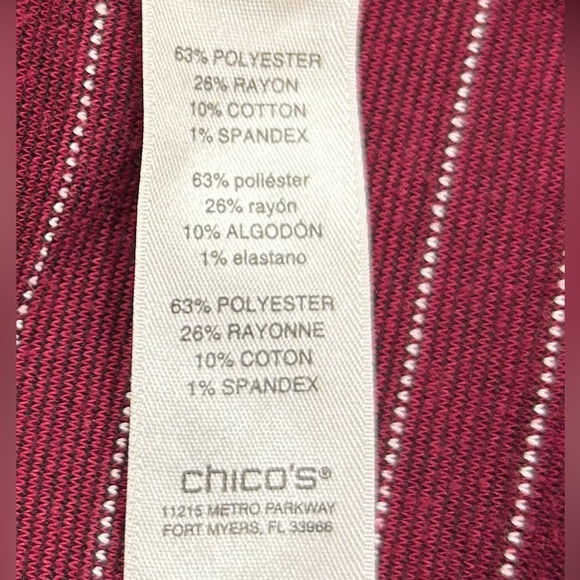 63% POLYESTER
26% RAYON
10% COTTON
1% SPANDEX
63% poliéster
26% rayón
10% ALGODÓN
1% elastano
63% POLYESTER
26% RAYONNE
10% COTON
1% SPANDEX
chico's®
11215 METRO PARKWAY
FORT MYERS, FL 33966